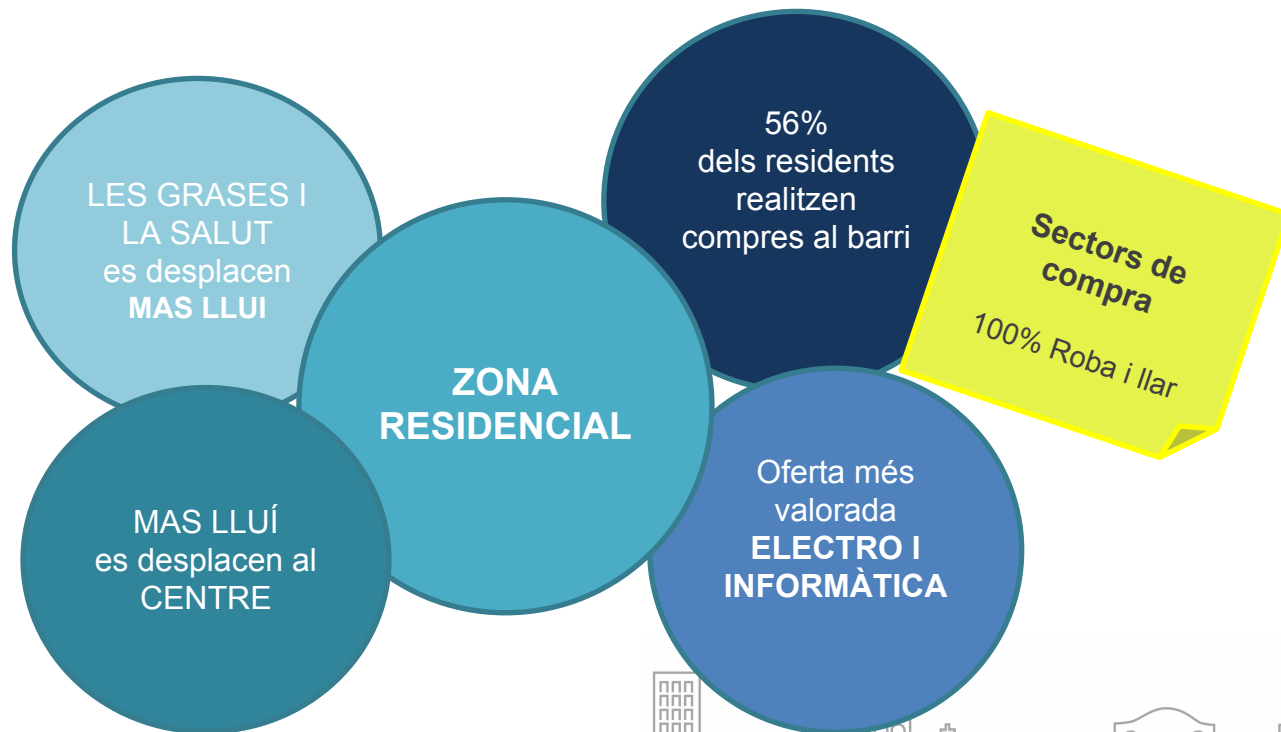 LES GRASES I
LA SALUT
es desplacen
MAS LLUI
56%
dels residents
realitzen
compres al barri
Sectors de
compra
100% Roba i llar
ZONA
RESIDENCIAL
MAS LLUÍ
es desplacen al
CENTRE
Oferta més
valorada
ELECTRO I
INFORMÀTICA